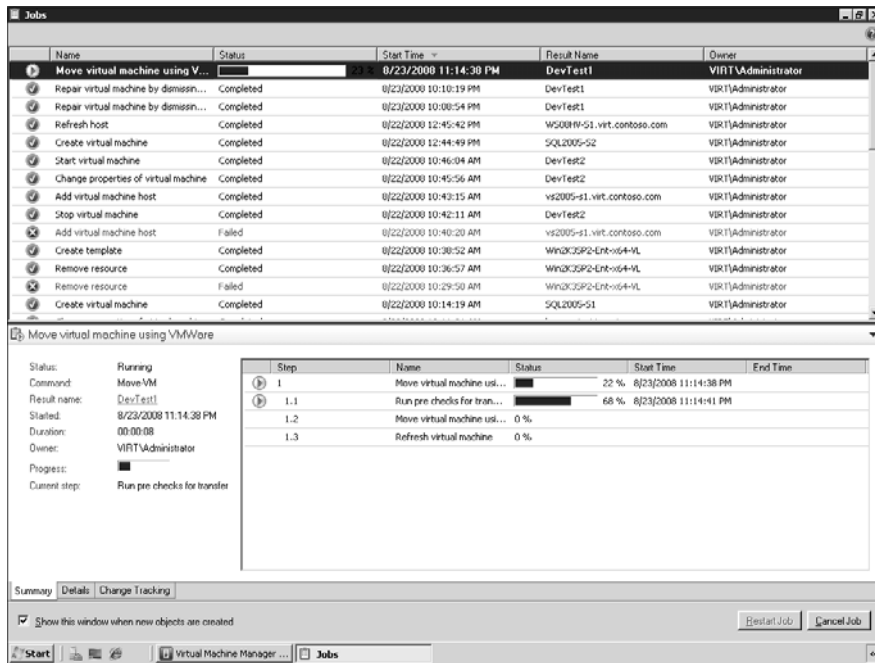 Jobs
Name Status Start Time Result Name Owner
Move virtual machine using V... 23 % 8/23/2008 11:14:38 PM DevTest1 VIRT\Administrator
Repair virtual machine by dismissin... Completed 8/23/2008 10:10:19 PM DevTest1 VIRT\Administrator
Repair virtual machine by dismissin... Completed 8/23/2008 10:08:54 PM DevTest1 VIRT\Administrator
Refresh host Completed 8/22/2008 12:45:42 PM WS08HV-S1.virt.contoso.com VIRT\Administrator
Create virtual machine Completed 8/22/2008 12:44:49 PM SQL2005-S2 VIRT\Administrator
Start virtual machine Completed 8/22/2008 10:46:04 AM DevTest2 VIRT\Administrator
Change properties of virtual machine Completed 8/22/2008 10:45:56 AM DevTest2 VIRT\Administrator
Add virtual machine host Completed 8/22/2008 10:43:15 AM vs2005-s1.virt.contoso.com VIRT\Administrator
Stop virtual machine Completed 8/22/2008 10:42:11 AM DevTest2 VIRT\Administrator
Add virtual machine host Failed 8/22/2008 10:40:20 AM vs2005-s1.virt.contoso.com VIRT\Administrator
Create template Completed 8/22/2008 10:38:52 AM Win2K3SP2-Ent-x64-VL VIRT\Administrator
Remove resource Completed 8/22/2008 10:36:57 AM Win2K3SP2-Ent-x64-VL VIRT\Administrator
Remove resource Failed 8/22/2008 10:29:50 AM Win2K3SP2-Ent-x64-VL VIRT\Administrator
Create virtual machine Completed 8/22/2008 10:14:19 AM SQL2005-S1 VIRT\Administrator
Move virtual machine using VMWare
Status: Running
Command: Move-VM
Result name: DevTest1
Started: 8/23/2008 11:14:38 PM
Duration: 00:00:08
Owner: VIRT\Administrator
Progress:
Current step: Run pre checks for transfer
Step Name Status Start Time End Time
1 Move virtual machine usi... 22 % 8/23/2008 11:14:38 PM
1.1 Run pre checks for tran... 68 % 8/23/2008 11:14:41 PM
1.2 Move virtual machine usi... 0 %
1.3 Refresh virtual machine 0 %
Summary Details Change Tracking
Show this window when new objects are created
Restart Job Cancel Job
Start Virtual Machine Manager ... Jobs